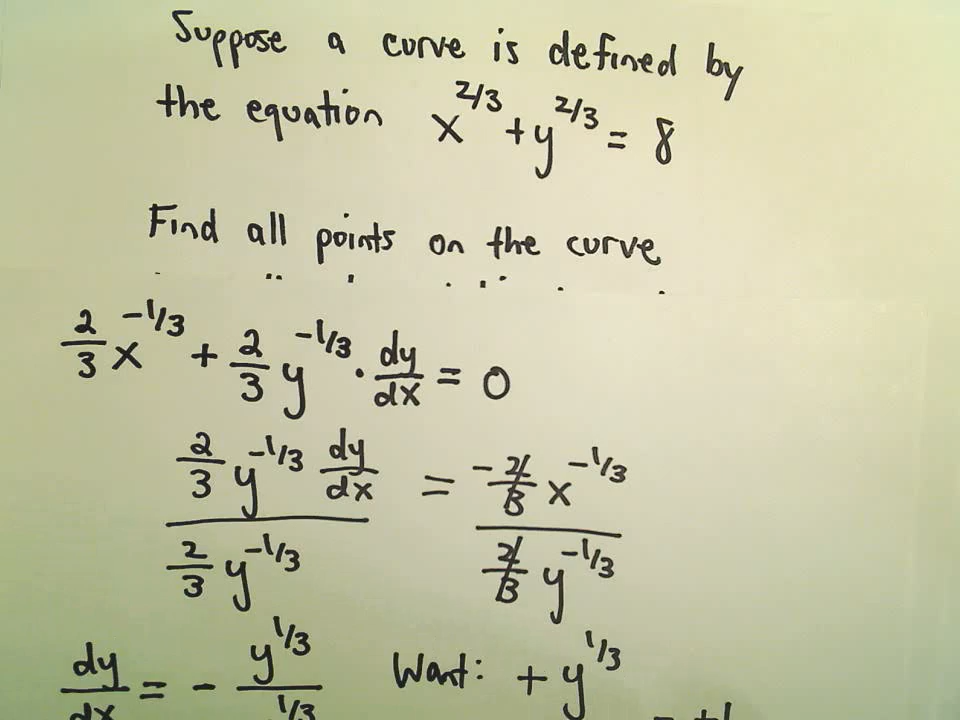 Suppose a curve is defined by
the equation x^{2/3} + y^{2/3} = 8
Find all points on the curve
2/3 x^{-1/3} + 2/3 y^{-1/3} · dy/dx = 0
2/3 y^{-1/3} dy/dx = -2/3 x^{-1/3}
2/3 y^{-1/3} 2/3 y^{-1/3}
dy/dx = - y^{1/3} Want: + y^{1/3}
1/3 =